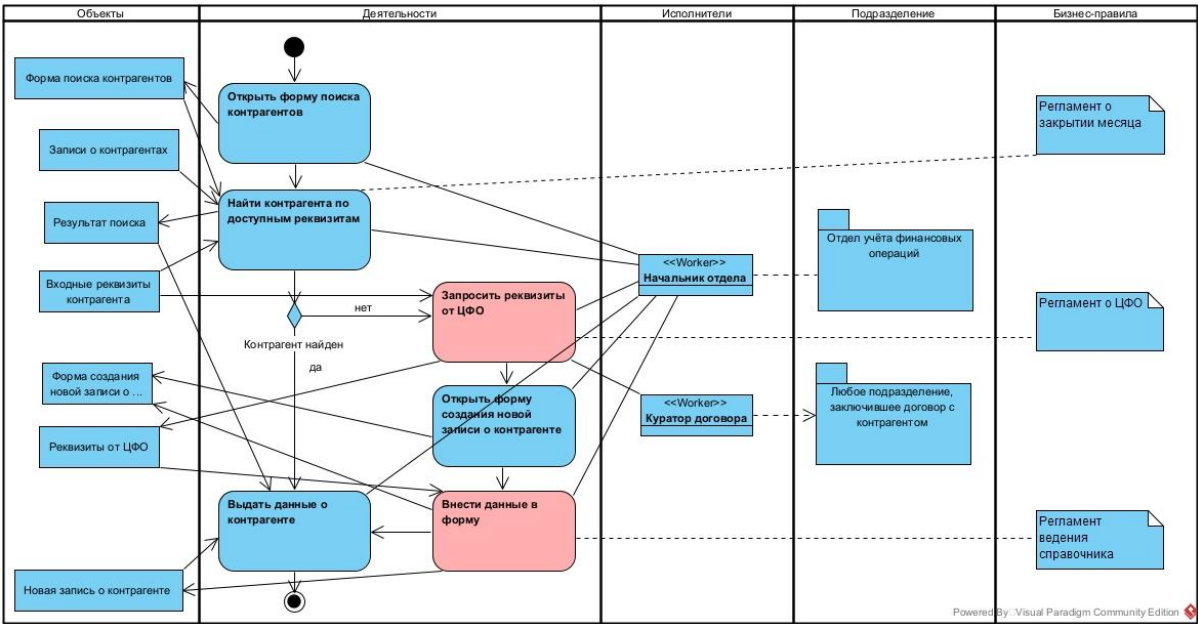 Объекты
Деятельности
Исполнители
Подразделение
Бизнес-правила
Форма поиска контрагентов
Открыть форму поиска
контрагентов
Регламент о
закрытии месяца
Записи о контрагентах
Найти контрагента по
доступным реквизитам
Результат поиска
Отдел учёта финансовых
операций
<<Worker>>
Начальник отдела
Входные реквизиты
контрагента
Запросить реквизиты
от ЦФО
Регламент о ЦФО
нет
Контрагент найден
да
Форма создания
новой записи о ...
Открыть форму
создания новой
записи о контрагенте
<<Worker>>
Куратор договора
Любое подразделение,
заключившее договор с
контрагентом
Реквизиты от ЦФО
Выдать данные о
контрагенте
Внести данные в
форму
Регламент
ведения
справочника
Новая запись о контрагенте
Powered By Visual Paradigm Community Edition